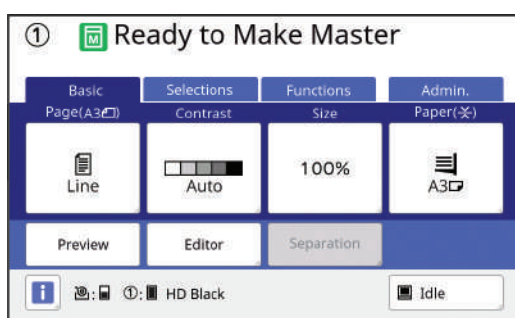 ① Ready to Make Master
Basic Selections Functions Admin.
Page(A3) Contrast Size Paper()
Line Auto 100% A3
Preview Editor Separation
i : ①: HD Black Idle